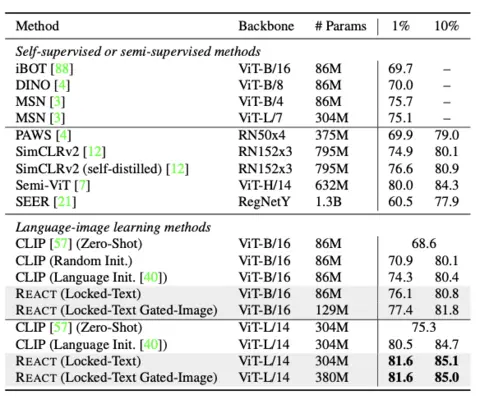 Method Backbone # Params 1% 10%
Self-supervised or semi-supervised methods
iBOT [88] ViT-B/16 86M 69.7 –
DINO [4] ViT-B/8 86M 70.0 –
MSN [3] ViT-B/4 86M 75.7 –
MSN [3] ViT-L/7 304M 75.1 –
PAWS [4] RN50x4 375M 69.9 79.0
SimCLRv2 [12] RN152x3 795M 74.9 80.1
SimCLRv2 (self-distilled) [12] RN152x3 795M 76.6 80.9
Semi-ViT [7] ViT-H/14 632M 80.0 84.3
SEER [21] RegNetY 1.3B 60.5 77.9
Language-image learning methods
CLIP [57] (Zero-Shot) ViT-B/16 86M 68.6
CLIP (Random Init.) ViT-B/16 86M 70.9 80.1
CLIP (Language Init. [40]) ViT-B/16 86M 74.3 80.4
REACT (Locked-Text) ViT-B/16 86M 76.1 80.8
REACT (Locked-Text Gated-Image) ViT-B/16 129M 77.4 81.8
CLIP [57] (Zero-Shot) ViT-L/14 304M 75.3
CLIP (Language Init. [40]) ViT-L/14 304M 80.5 84.7
REACT (Locked-Text) ViT-L/14 304M 81.6 85.1
REACT (Locked-Text Gated-Image) ViT-L/14 380M 81.6 85.0